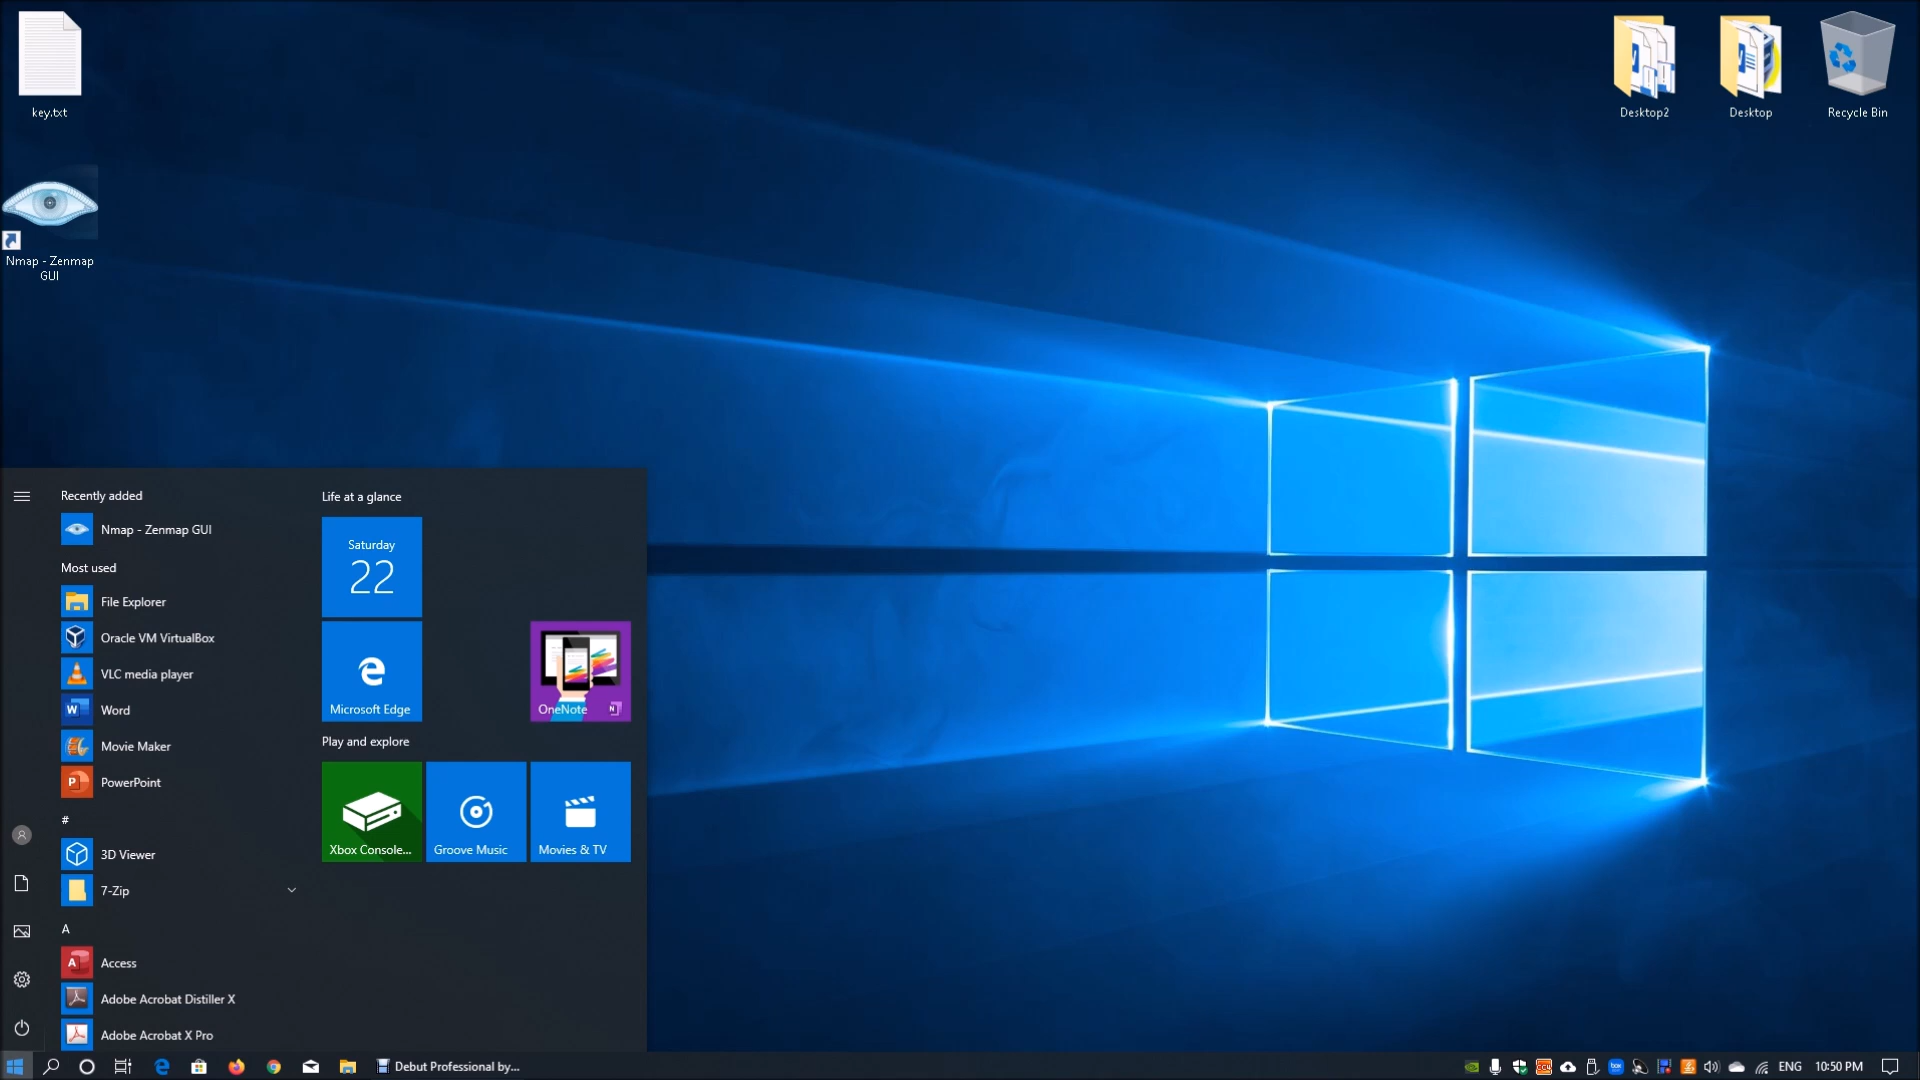 key.txt
Nmap - Zenmap
GUI
Desktop2
Desktop
Recycle Bin
Recently added
Nmap - Zenmap GUI
Most used
File Explorer
Oracle VM VirtualBox
VLC media player
Word
Movie Maker
PowerPoint
#
3D Viewer
7-Zip
A
Access
Adobe Acrobat Distiller X
Adobe Acrobat X Pro
Life at a glance
Saturday
22
Microsoft Edge
OneNote
Play and explore
Xbox Console...
Groove Music
Movies & TV
Debut Professional by...
ENG
10:50 PM